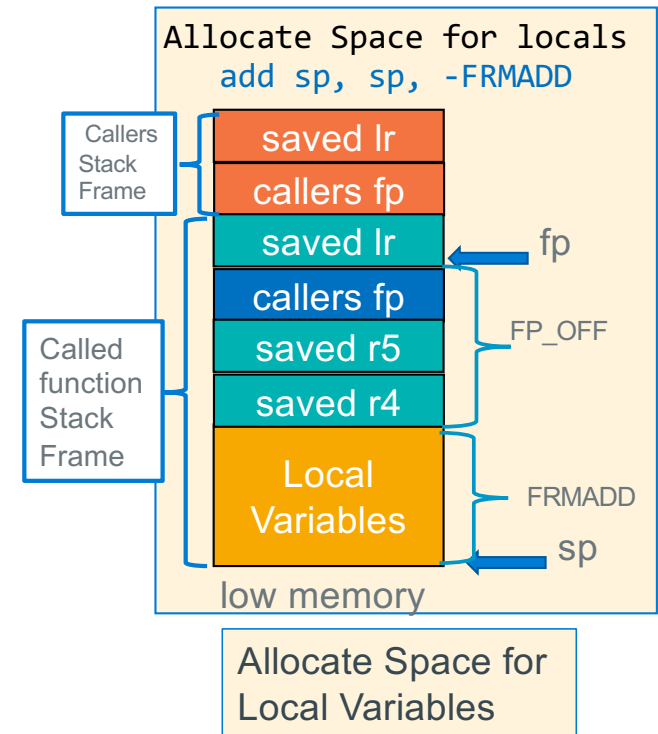 Allocate Space for locals
add sp, sp, -FRMADD
Callers
Stack
Frame
saved lr
callers fp
saved lr
fp
callers fp
saved r5
FP_OFF
saved r4
Called
function
Stack
Frame
Local
Variables
FRMADD
sp
low memory
Allocate Space for
Local Variables